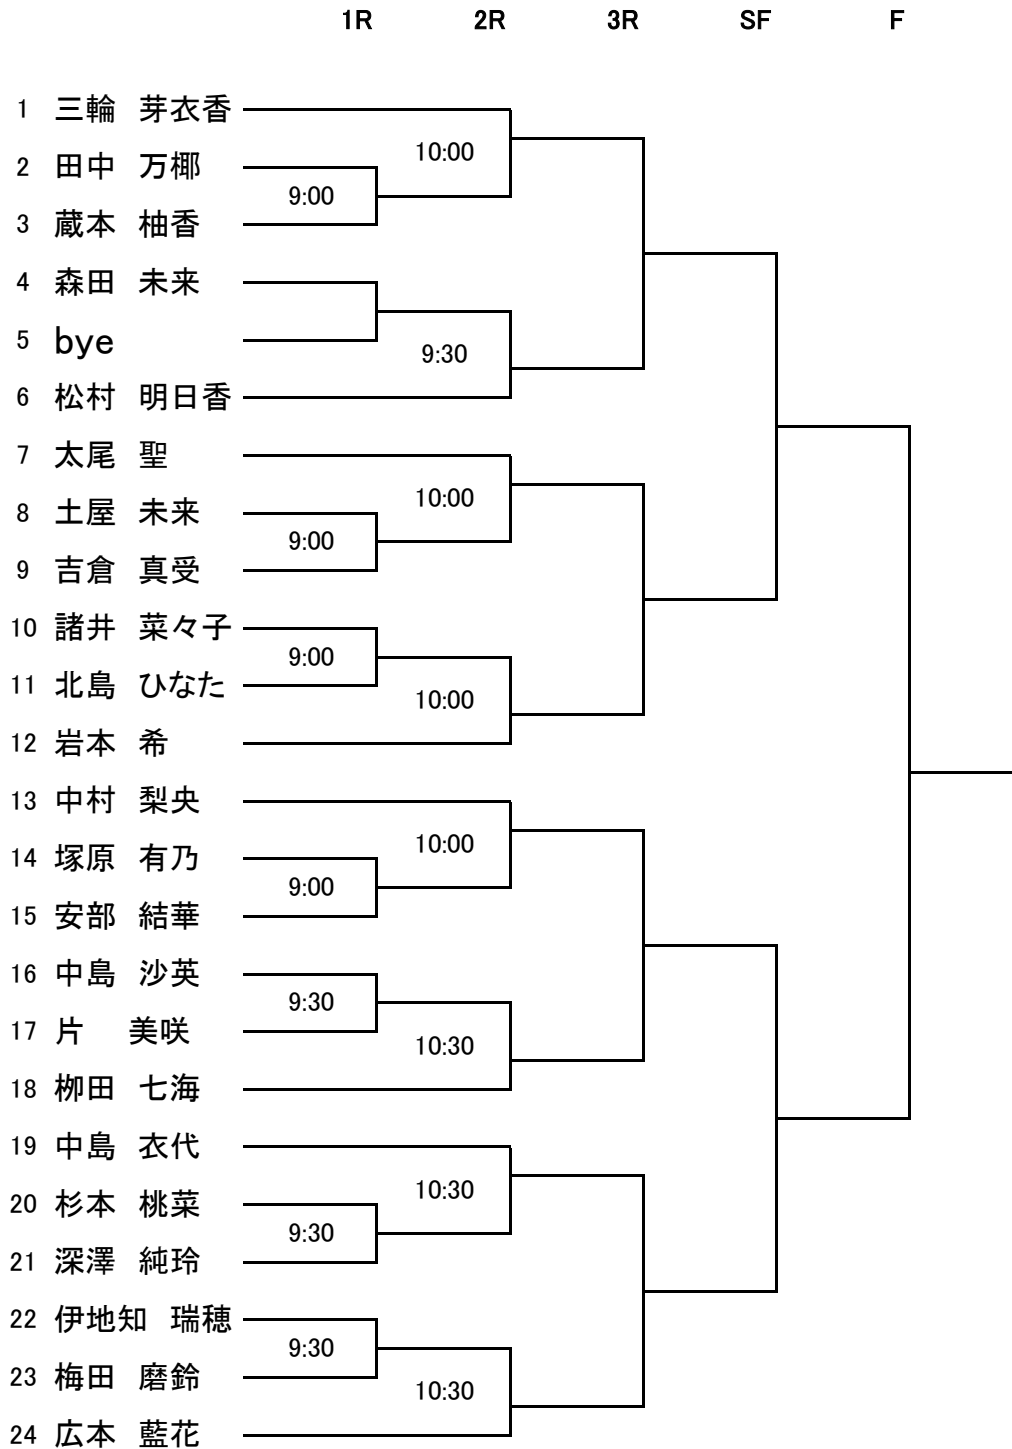 1R 2R 3R SF F
1 三輪 芽衣香
10:00
2 田中 万椰
9:00
3 蔵本 柚香
4 森田 未来
5 bye
9:30
6 松村 明日香
7 太尾 聖
10:00
8 土屋 未来
9:00
9 吉倉 真受
10 諸井 菜々子
9:00
11 北島 ひなた
10:00
12 岩本 希
13 中村 梨央
10:00
14 塚原 有乃
9:00
15 安部 結華
16 中島 沙英
9:30
17 片 美咲
10:30
18 栁田 七海
19 中島 衣代
10:30
20 杉本 桃菜
9:30
21 深澤 純玲
22 伊地知 瑞穂
9:30
23 梅田 磨鈴
10:30
24 広本 藍花